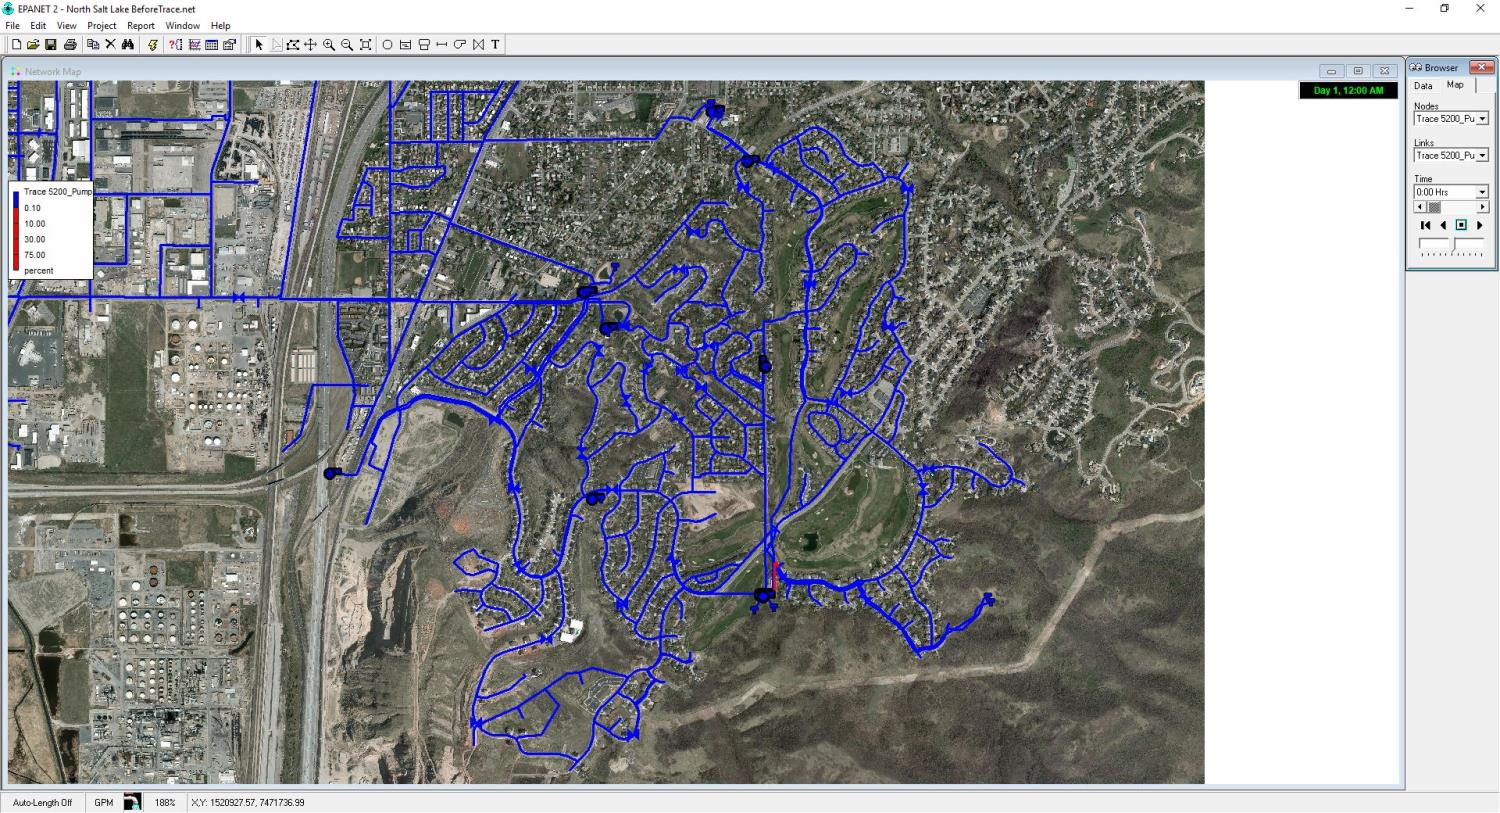 EPANET 2 - North Salt Lake BeforeTrace.net
File Edit View Project Report Window Help
T
Network Map
Day 1, 12:00 AM
Trace 5200_Pump
0.10
10.00
30.00
75.00
percent
Browser
Data Map
Nodes
Trace 5200_Pu
Links
Trace 5200_Pu
Time
0:00 Hrs
Auto-Length Off GPM 188% X,Y: 1520927.57, 7471736.99